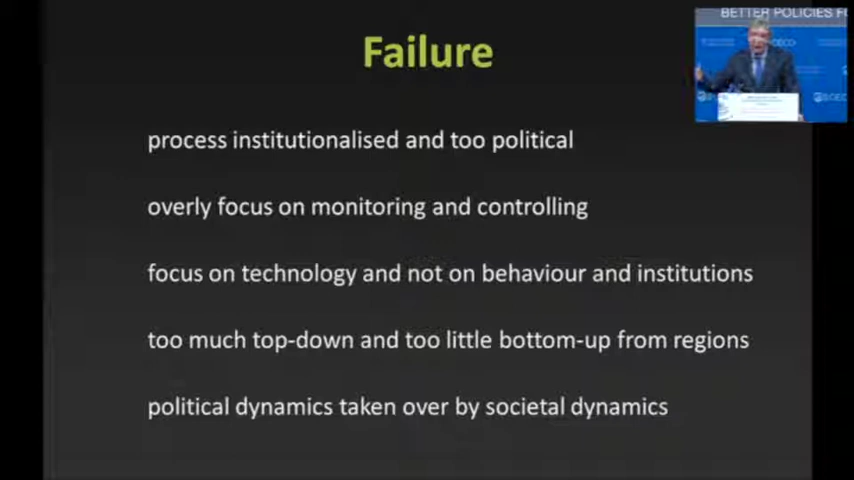 BETTER POLICIES F
Failure
OECD
process institutionalised and too political
overly focus on monitoring and controlling
focus on technology and not on behaviour and institutions
too much top-down and too little bottom-up from regions
political dynamics taken over by societal dynamics